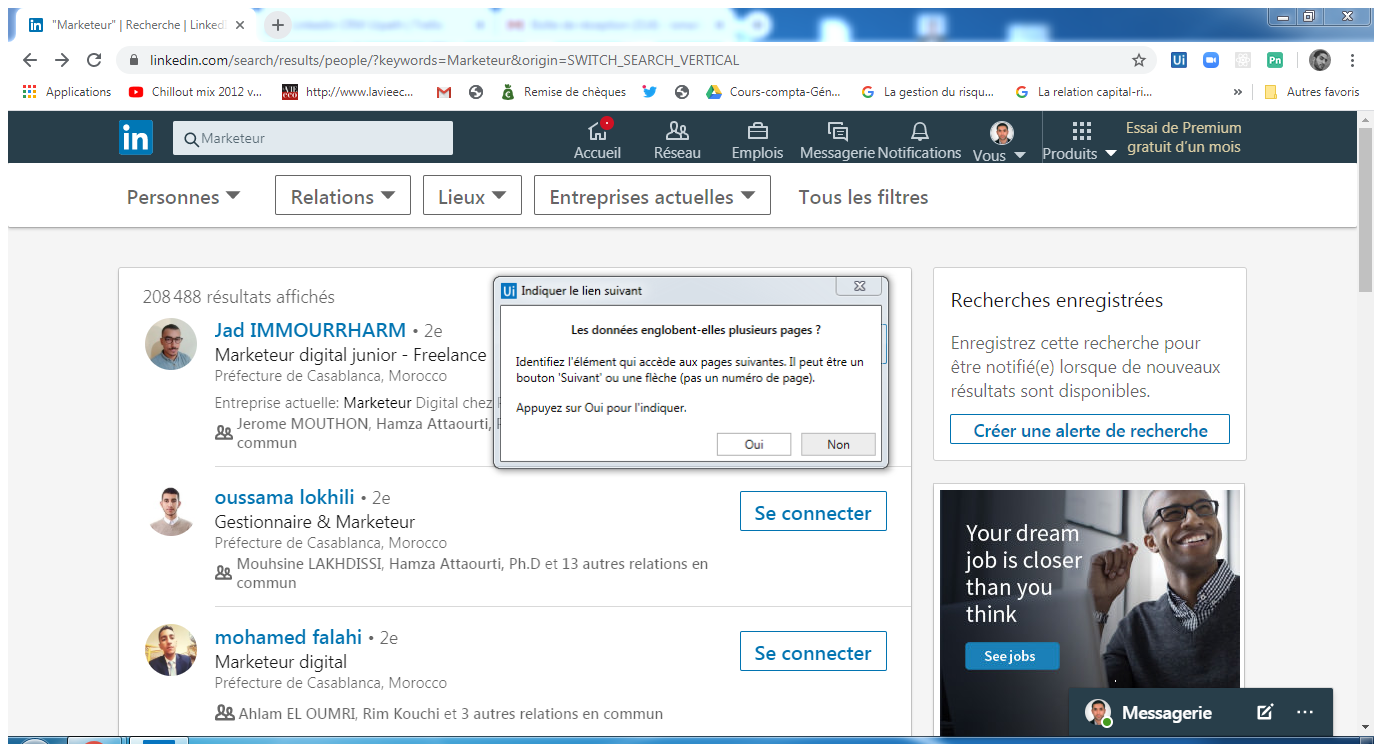 "Marketeur" | Recherche | Linked
linkedin.com/search/results/people/?keywords=Marketeur&origin=SWITCH_SEARCH_VERTICAL
Applications Chillout mix 2012 v... http://www.lavieec... Remise de chèques Cours-compta-Gén... La gestion du risqu... La relation capital-ri... » Autres favoris
in Marketeur Accueil Réseau Emplois Messagerie Notifications Vous Produits Essai de Premium
gratuit d'un mois
Personnes Relations Lieux Entreprises actuelles Tous les filtres
208 488 résultats affichés
Jad IMMOURRHARM • 2e
Marketeur digital junior - Freelance
Préfecture de Casablanca, Morocco
Entreprise actuelle: Marketeur Digital chez
Jerome MOUTHON, Hamza Attaourti,
commun
Ui Indiquer le lien suivant
Les données englobent-elles plusieurs pages ?
Identifiez l'élément qui accède aux pages suivantes. Il peut être un
bouton 'Suivant' ou une flèche (pas un numéro de page).
Appuyez sur Oui pour l'indiquer.
Oui Non
oussama lokhili • 2e
Gestionnaire & Marketeur
Préfecture de Casablanca, Morocco
Mouhsine LAKHDISSI, Hamza Attaourti, Ph.D et 13 autres relations en
commun
Se connecter
mohamed falahi • 2e
Marketeur digital
Préfecture de Casablanca, Morocco
Ahlam EL OUMRI, Rim Kouchi et 3 autres relations en commun
Se connecter
Recherches enregistrées
Enregistrez cette recherche pour
être notifié(e) lorsque de nouveaux
résultats sont disponibles.
Créer une alerte de recherche
Your dream
job is closer
than you
think
See jobs
Messagerie